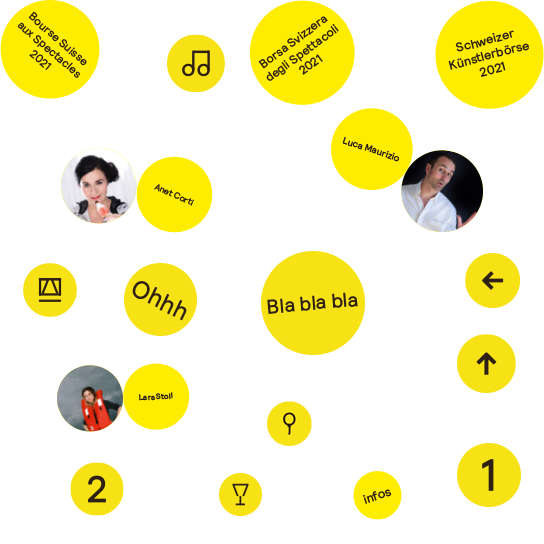 Bourse Suisse
aux Spectacles
2021
Borsa Svizzera
degli Spettacoli
2021
Schweizer
Künstlerbörse
2021
Luca Maurizio
Anet Corti
Ohhh
Bla bla bla
Lara Stoll
2
infos
1